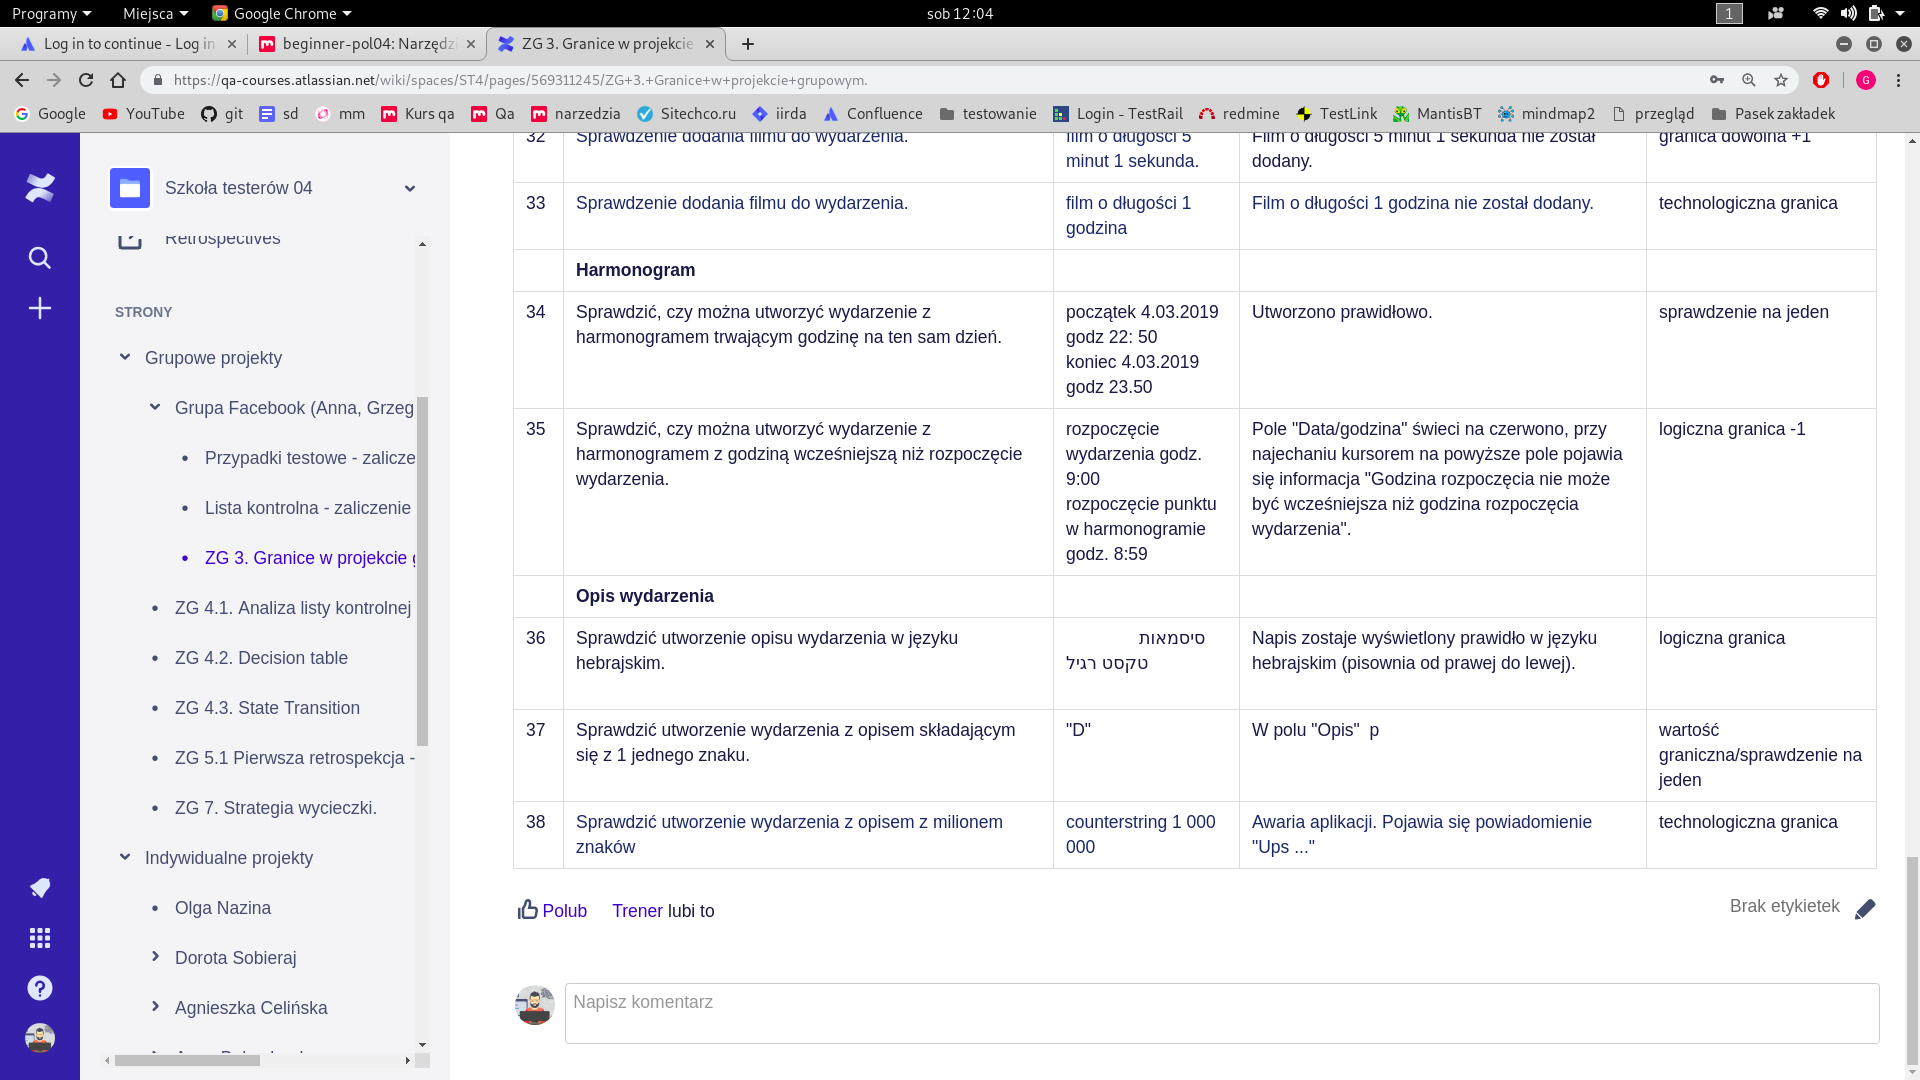 Programy Miejsca Google Chrome sob 12:04 1
Log in to continue - Log in beginner-pol04: Narzędzi ZG 3. Granice w projekcie
https://qa-courses.atlassian.net/wiki/spaces/ST4/pages/569311245/ZG+3.+Granice+w+projekcie+grupowym. G
Google YouTube git sd mm Kurs qa Qa narzedzia Sitechco.ru iirda Confluence testowanie Login - TestRail redmine TestLink MantisBT mindmap2 przegląd Pasek zakładek
Szkoła testerów 04
Retrospectives
STRONY
Grupowe projekty
Grupa Facebook (Anna, Grzeg
• Przypadki testowe - zalicze
• Lista kontrolna - zaliczenie
• ZG 3. Granice w projekcie g
• ZG 4.1. Analiza listy kontrolnej
• ZG 4.2. Decision table
• ZG 4.3. State Transition
• ZG 5.1 Pierwsza retrospekcja -
• ZG 7. Strategia wycieczki.
Indywidualne projekty
• Olga Nazina
Dorota Sobieraj
Agnieszka Celińska
32 Sprawdzenie dodania filmu do wydarzenia. film o długości 5 Film o długości 5 minut 1 sekunda nie został granica dowolna +1
minut 1 sekunda. dodany.
33 Sprawdzenie dodania filmu do wydarzenia. film o długości 1 Film o długości 1 godzina nie został dodany. technologiczna granica
godzina
Harmonogram
34 Sprawdzić, czy można utworzyć wydarzenie z początek 4.03.2019 Utworzono prawidłowo. sprawdzenie na jeden
harmonogramem trwającym godzinę na ten sam dzień. godz 22: 50
koniec 4.03.2019
godz 23.50
35 Sprawdzić, czy można utworzyć wydarzenie z rozpoczęcie Pole "Data/godzina" świeci na czerwono, przy logiczna granica -1
harmonogramem z godziną wcześniejszą niż rozpoczęcie wydarzenia godz. najechaniu kursorem na powyższe pole pojawia
wydarzenia. 9:00 się informacja "Godzina rozpoczęcia nie może
rozpoczęcie punktu być wcześniejsza niż godzina rozpoczęcia
w harmonogramie wydarzenia".
godz. 8:59
Opis wydarzenia
36 Sprawdzić utworzenie opisu wydarzenia w języku סיסמאות Napis zostaje wyświetlony prawidło w języku logiczna granica
hebrajskim. טקסט רגיל hebrajskim (pisownia od prawej do lewej).
37 Sprawdzić utworzenie wydarzenia z opisem składającym "D" W polu "Opis" p wartość
się z 1 jednego znaku. graniczna/sprawdzenie na
jeden
38 Sprawdzić utworzenie wydarzenia z opisem z milionem counterstring 1 000 Awaria aplikacji. Pojawia się powiadomienie technologiczna granica
znaków 000 "Ups ..."
Polub Trener lubi to Brak etykietek
Napisz komentarz